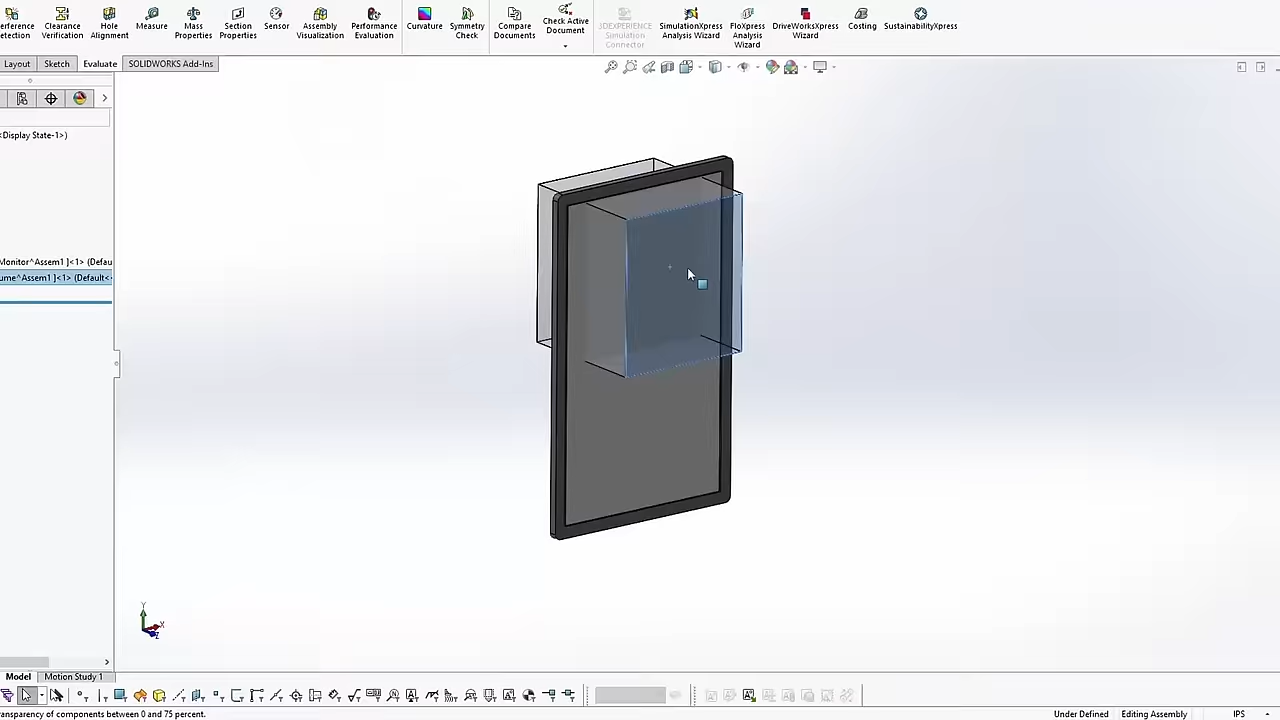 ference
etection
Clearance
Verification
Hole
Alignment
Measure
Mass
Properties
Section
Properties
Sensor
Assembly
Visualization
Performance
Evaluation
Curvature
Symmetry
Check
Compare
Documents
Check Active
Document
3DEXPERIENCE
Simulation
Connector
SimulationXpress
Analysis Wizard
FloXpress
Analysis
Wizard
DriveWorksXpress
Wizard
Costing
SustainabilityXpress
Layout Sketch Evaluate SOLIDWORKS Add-Ins
<Display State-1>)
Monitor^Assem1 ]<1> (Defau
ume^Assem1 ]<1> (Default<
Y
X
Z
Model Motion Study 1
ansparency of components between 0 and 75 percent.
Under Defined Editing Assembly IPS